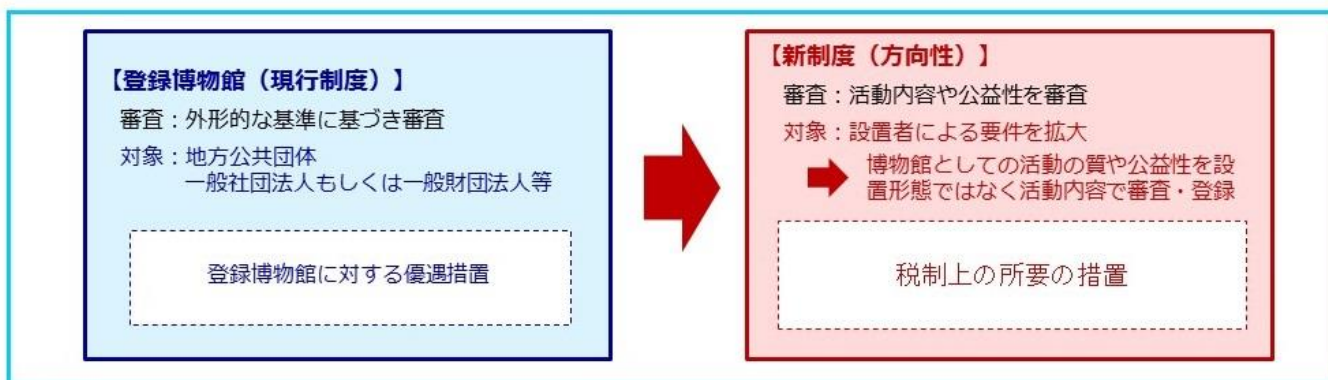 【登録博物館（現行制度）】
審査：外形的な基準に基づき審査
対象：地方公共団体
一般社団法人もしくは一般財団法人等
登録博物館に対する優遇措置
【新制度（方向性）】
審査：活動内容や公益性を審査
対象：設置者による要件を拡大
博物館としての活動の質や公益性を設
置形態ではなく活動内容で審査・登録
税制上の所要の措置